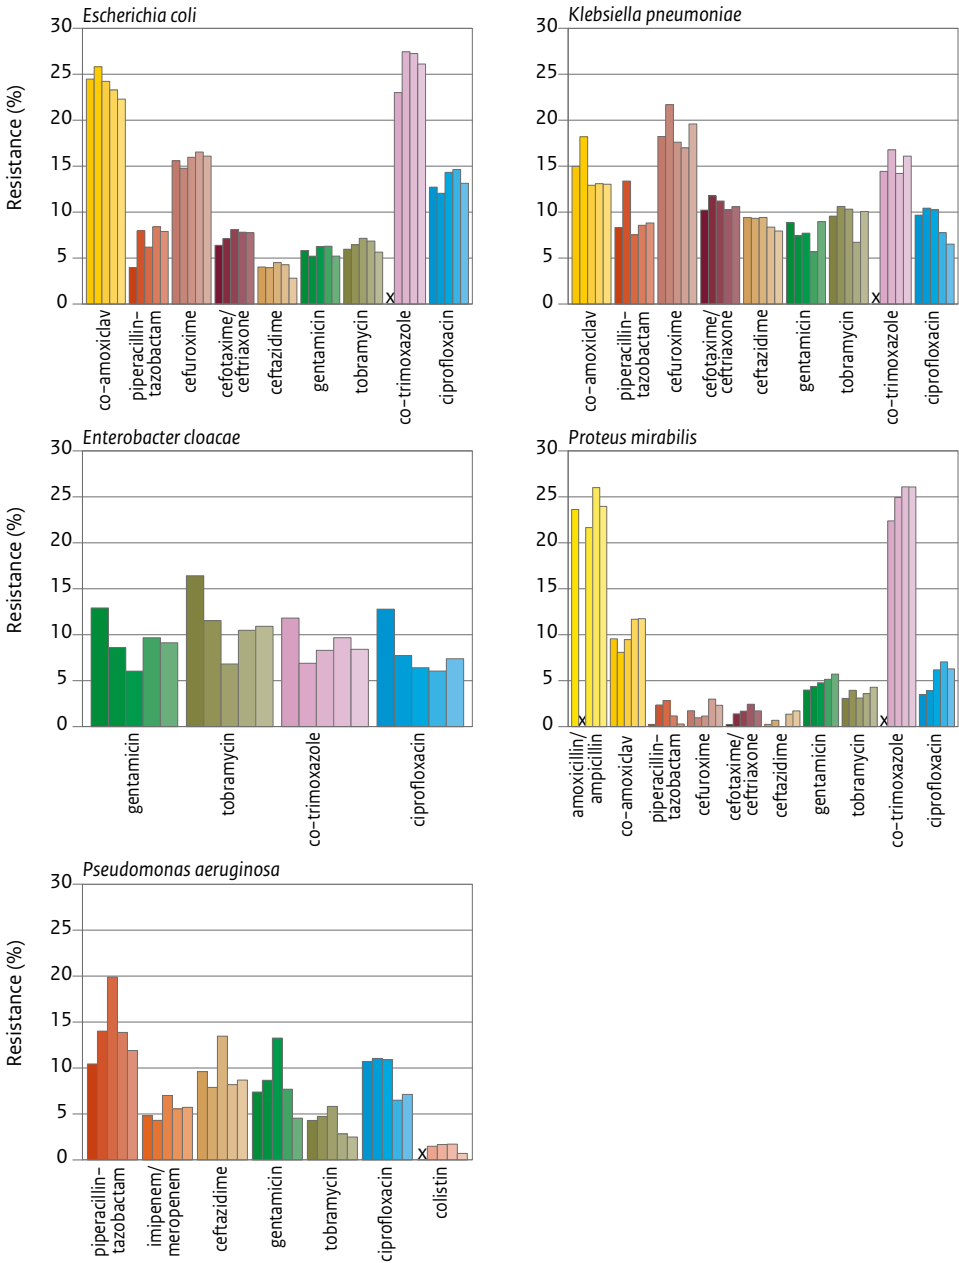 Escherichia coli
Resistance (%)
30
25
20
15
10
5
0
x
co-amoxiclav
piperacillin-
tazobactam
cefuroxime
cefotaxime/
ceftriaxone
ceftazidime
gentamicin
tobramycin
co-trimoxazole
ciprofloxacin
Klebsiella pneumoniae
30
25
20
15
10
5
0
x
co-amoxiclav
piperacillin-
tazobactam
cefuroxime
cefotaxime/
ceftriaxone
ceftazidime
gentamicin
tobramycin
co-trimoxazole
ciprofloxacin
Enterobacter cloacae
Resistance (%)
30
25
20
15
10
5
0
gentamicin
tobramycin
co-trimoxazole
ciprofloxacin
Proteus mirabilis
30
25
20
15
10
5
0
x
x
amoxicillin/
ampicillin
co-amoxiclav
piperacillin-
tazobactam
cefuroxime
cefotaxime/
ceftriaxone
ceftazidime
gentamicin
tobramycin
co-trimoxazole
ciprofloxacin
Pseudomonas aeruginosa
Resistance (%)
30
25
20
15
10
5
0
x
piperacillin-
tazobactam
imipenem/
meropenem
ceftazidime
gentamicin
tobramycin
ciprofloxacin
colistin